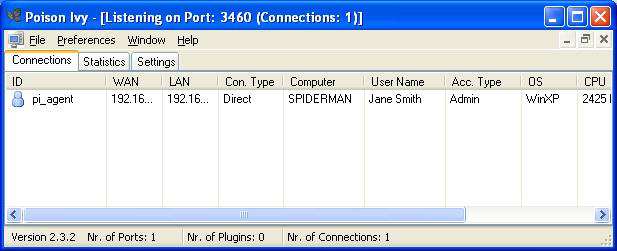 Poison Ivy - [Listening on Port: 3460 (Connections: 1)]
File Preferences Window Help
Connections Statistics Settings
ID WAN LAN Con. Type Computer User Name Acc. Type OS CPU
pi_agent 192.16... 192.16... Direct SPIDERMAN Jane Smith Admin WinXP 2425
Version 2.3.2 Nr. of Ports: 1 Nr. of Plugins: 0 Nr. of Connections: 1